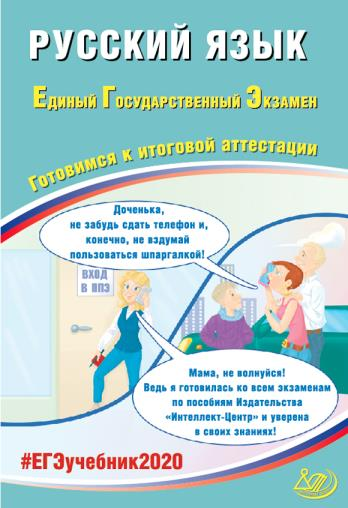 РУССКИЙ ЯЗЫК
Единый Государственный Экзамен
Готовимся к итоговой аттестации
Доченька,
не забудь сдать телефон и,
конечно, не вздумай
пользоваться шпаргалкой!
ВХОД
В ППЭ
Мама, не волнуйся!
Ведь я готовилась ко всем экзаменам
по пособиям Издательства
«Интеллект-Центр» и уверена
в своих знаниях!
#ЕГЭучебник2020